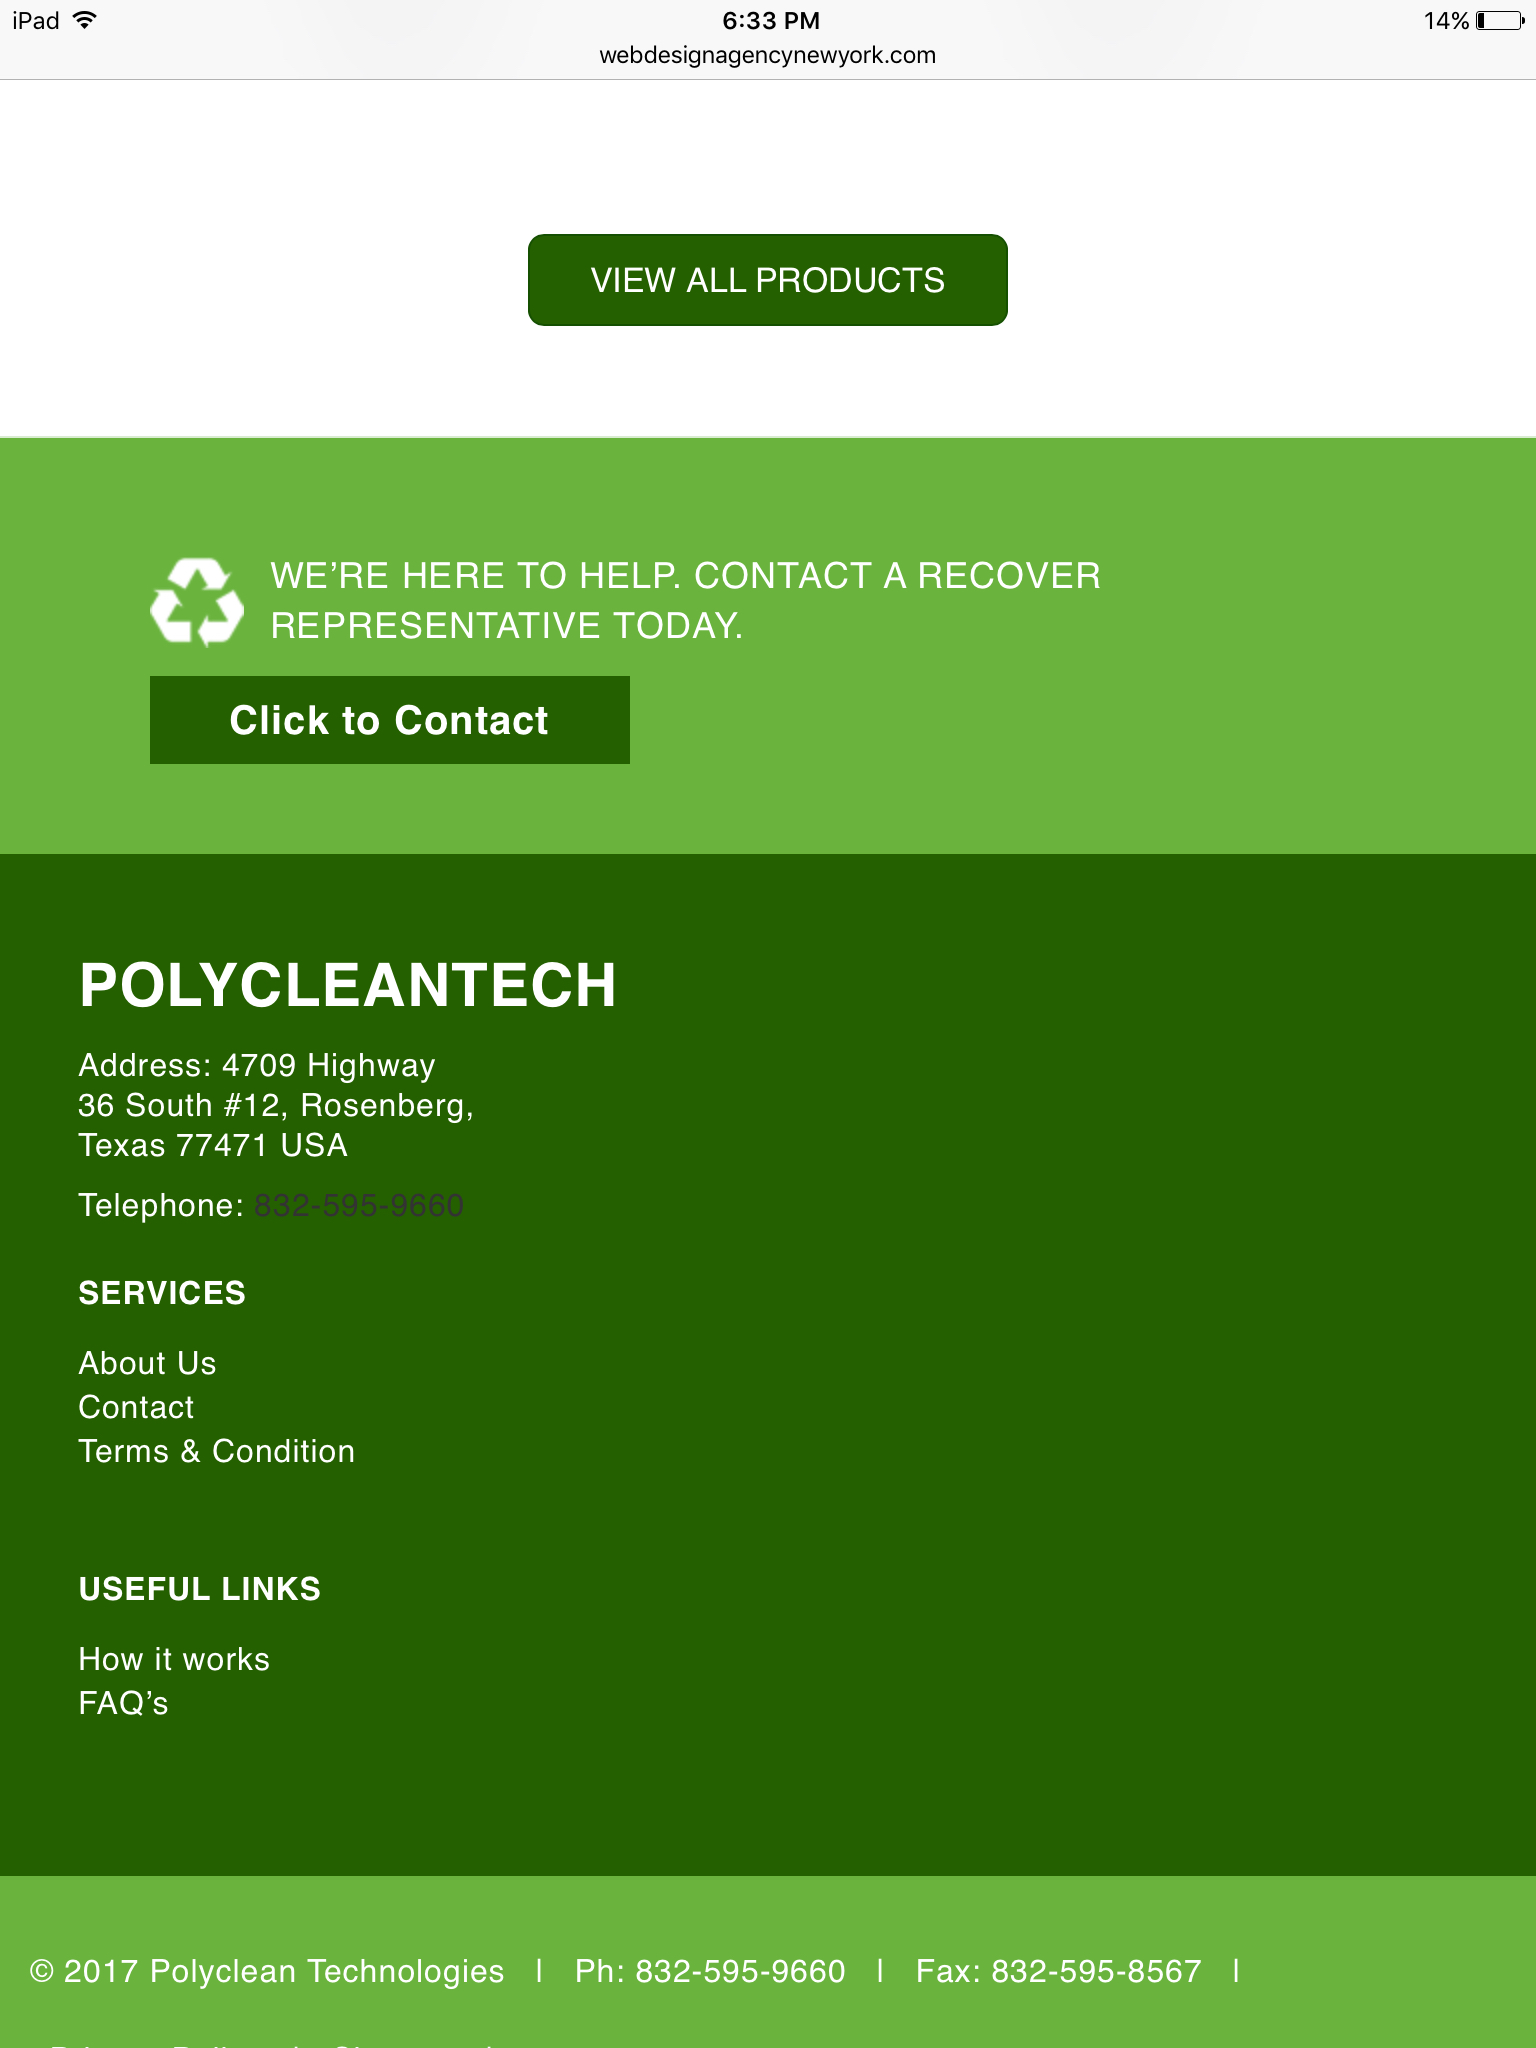 iPad 6:33 PM 14%
webdesignagencynewyork.com
VIEW ALL PRODUCTS
WE’RE HERE TO HELP. CONTACT A RECOVER
REPRESENTATIVE TODAY.
Click to Contact
POLYCLEANTECH
Address: 4709 Highway
36 South #12, Rosenberg,
Texas 77471 USA
Telephone: 832-595-9660
SERVICES
About Us
Contact
Terms & Condition
USEFUL LINKS
How it works
FAQ’s
© 2017 Polyclean Technologies | Ph: 832-595-9660 | Fax: 832-595-8567 |